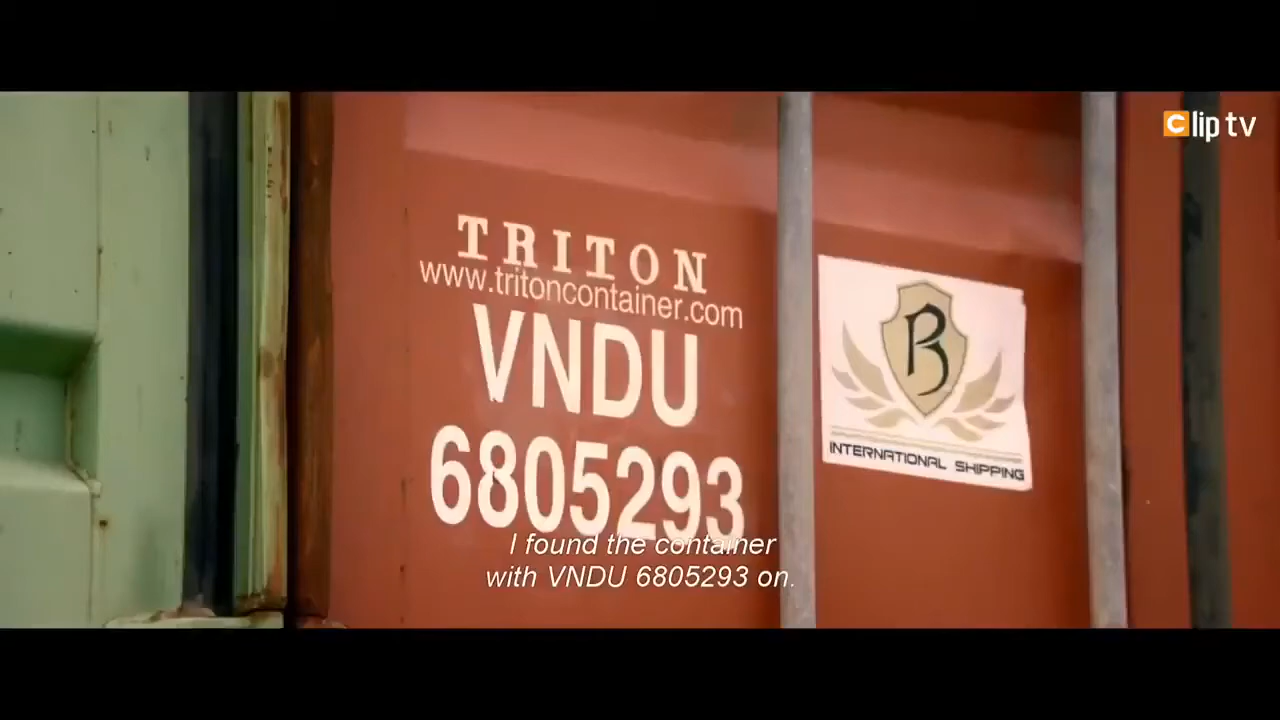 Clip tv
TRITON
www.tritoncontainer.com
VNDU
6805293
B
INTERNATIONAL SHIPPING
I found the container
with VNDU 6805293 on.